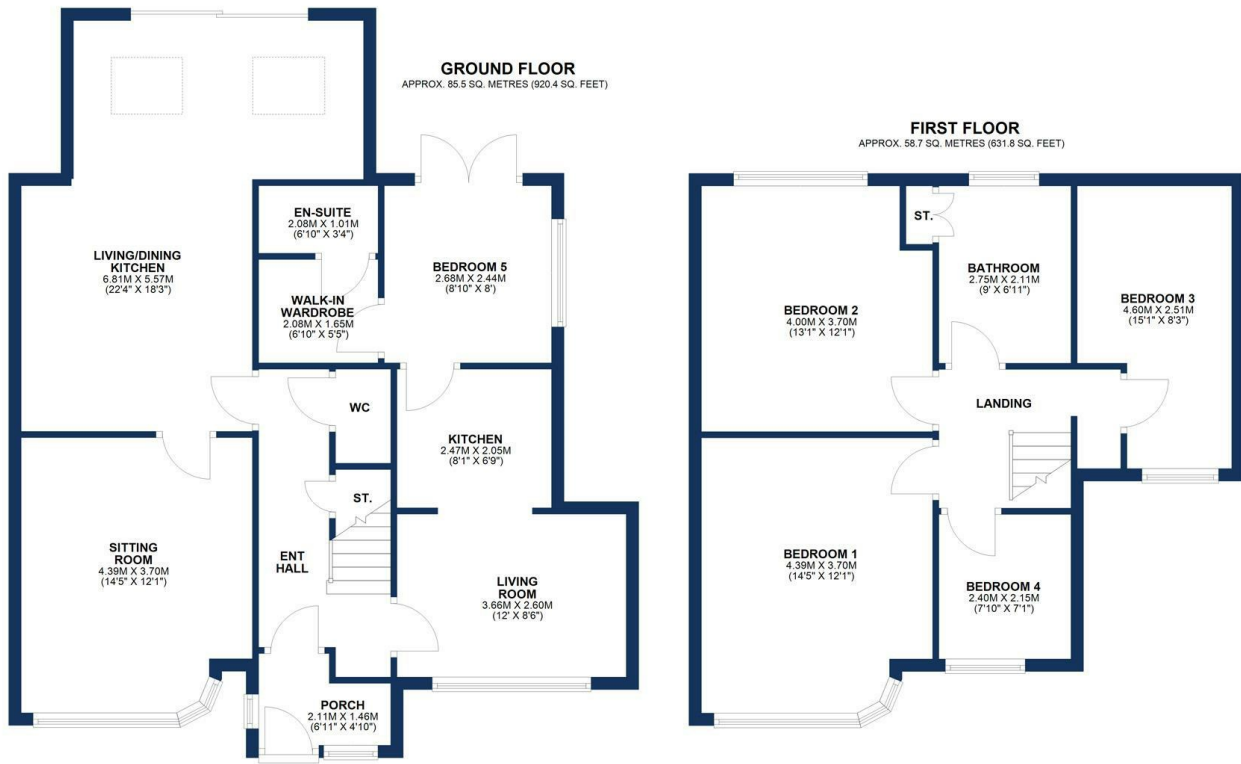 GROUND FLOOR
APPROX. 85.5 SQ. METRES (920.4 SQ. FEET)
LIVING/DINING
KITCHEN
6.81M X 5.57M
(22'4" X 18'3")
EN-SUITE
2.08M X 1.01M
(6'10" X 3'4")
WALK-IN
WARDROBE
2.08M X 1.65M
(6'10" X 5'5")
BEDROOM 5
2.68M X 2.44M
(8'10" X 8')
WC
KITCHEN
2.47M X 2.05M
(8'1" X 6'9")
ST.
SITTING
ROOM
4.39M X 3.70M
(14'5" X 12'1")
ENT
HALL
LIVING
ROOM
3.66M X 2.60M
(12' X 8'6")
PORCH
2.11M X 1.46M
(6'11" X 4'10")
FIRST FLOOR
APPROX. 58.7 SQ. METRES (631.8 SQ. FEET)
ST.
BATHROOM
2.75M X 2.11M
(9' X 6'11")
BEDROOM 2
4.00M X 3.70M
(13'1" X 12'1")
BEDROOM 3
4.60M X 2.51M
(15'1" X 8'3")
LANDING
BEDROOM 1
4.39M X 3.70M
(14'5" X 12'1")
BEDROOM 4
2.40M X 2.15M
(7'10" X 7'1")